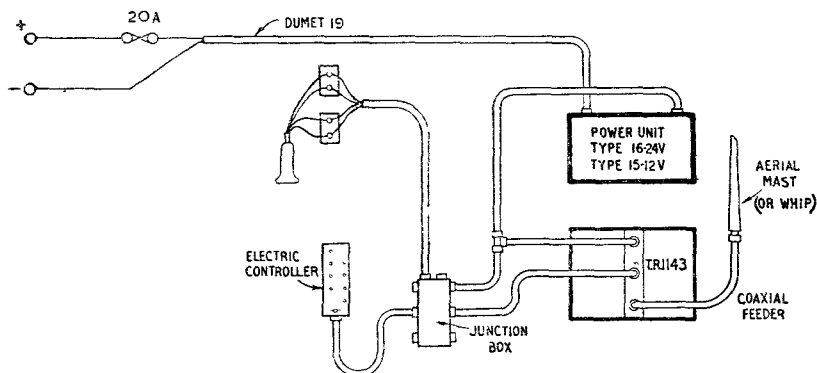 +
20A
DUMET 19
-
POWER UNIT
TYPE 16-24V
TYPE 15-12V
AERIAL
MAST
(OR WHIP)
ELECTRIC
CONTROLLER
T.R.1143
COAXIAL
FEEDER
JUNCTION
BOX